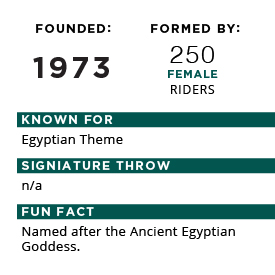 FOUNDED:
1973
FORMED BY:
250
FEMALE
RIDERS
KNOWN FOR
Egyptian Theme
SIGNIATURE THROW
n/a
FUN FACT
Named after the Ancient Egyptian
Goddess.